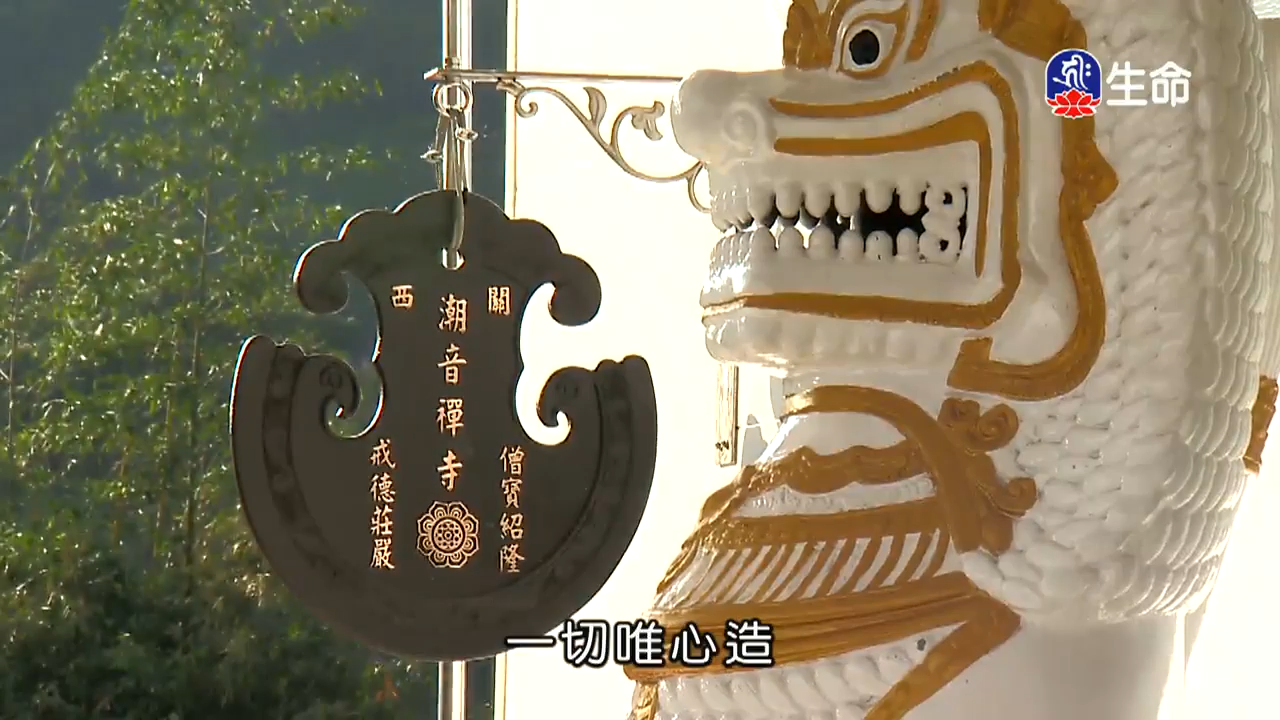 生命
關西
潮音禪寺
僧寶紹隆
戒德莊嚴
一切唯心造